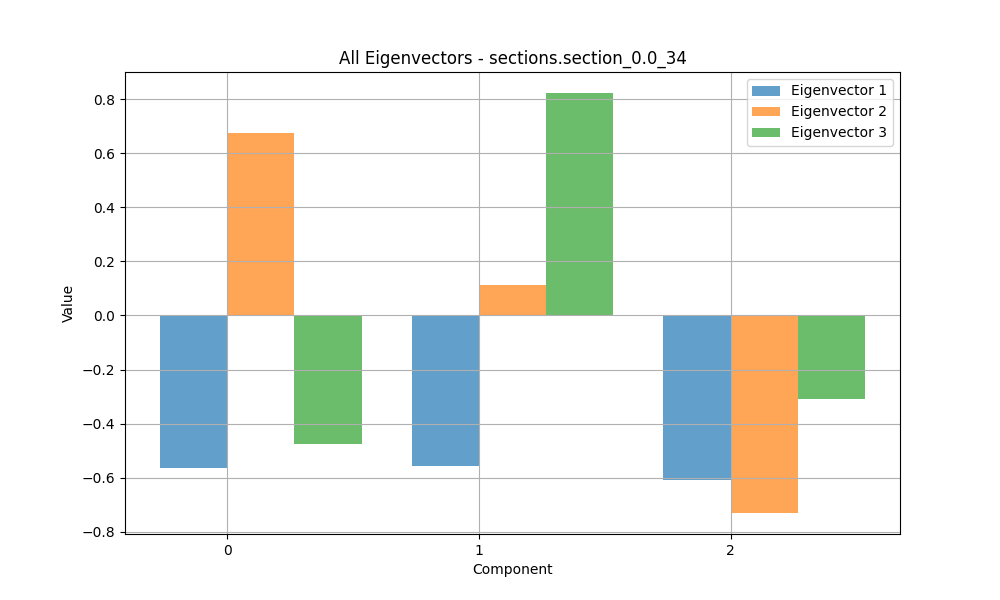 All Eigenvectors - sections.section_0.0_34
Eigenvector 1
Eigenvector 2
Eigenvector 3
Value
0.8
0.6
0.4
0.2
0.0
−0.2
−0.4
−0.6
−0.8
0
1
2
Component